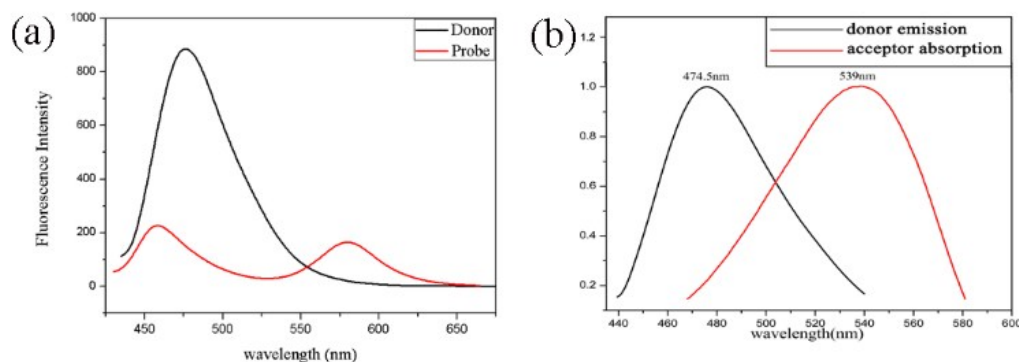 (a)
Donor
Probe
1000
800
600
400
200
0
Fluorescence Intensity
450 500 550 600 650
wavelength (nm)
(b)
donor emission
acceptor absorption
474.5nm 539nm
1.2
1.0
0.8
0.6
0.4
0.2
440 460 480 500 520 540 560 580 600
wavelength(nm)